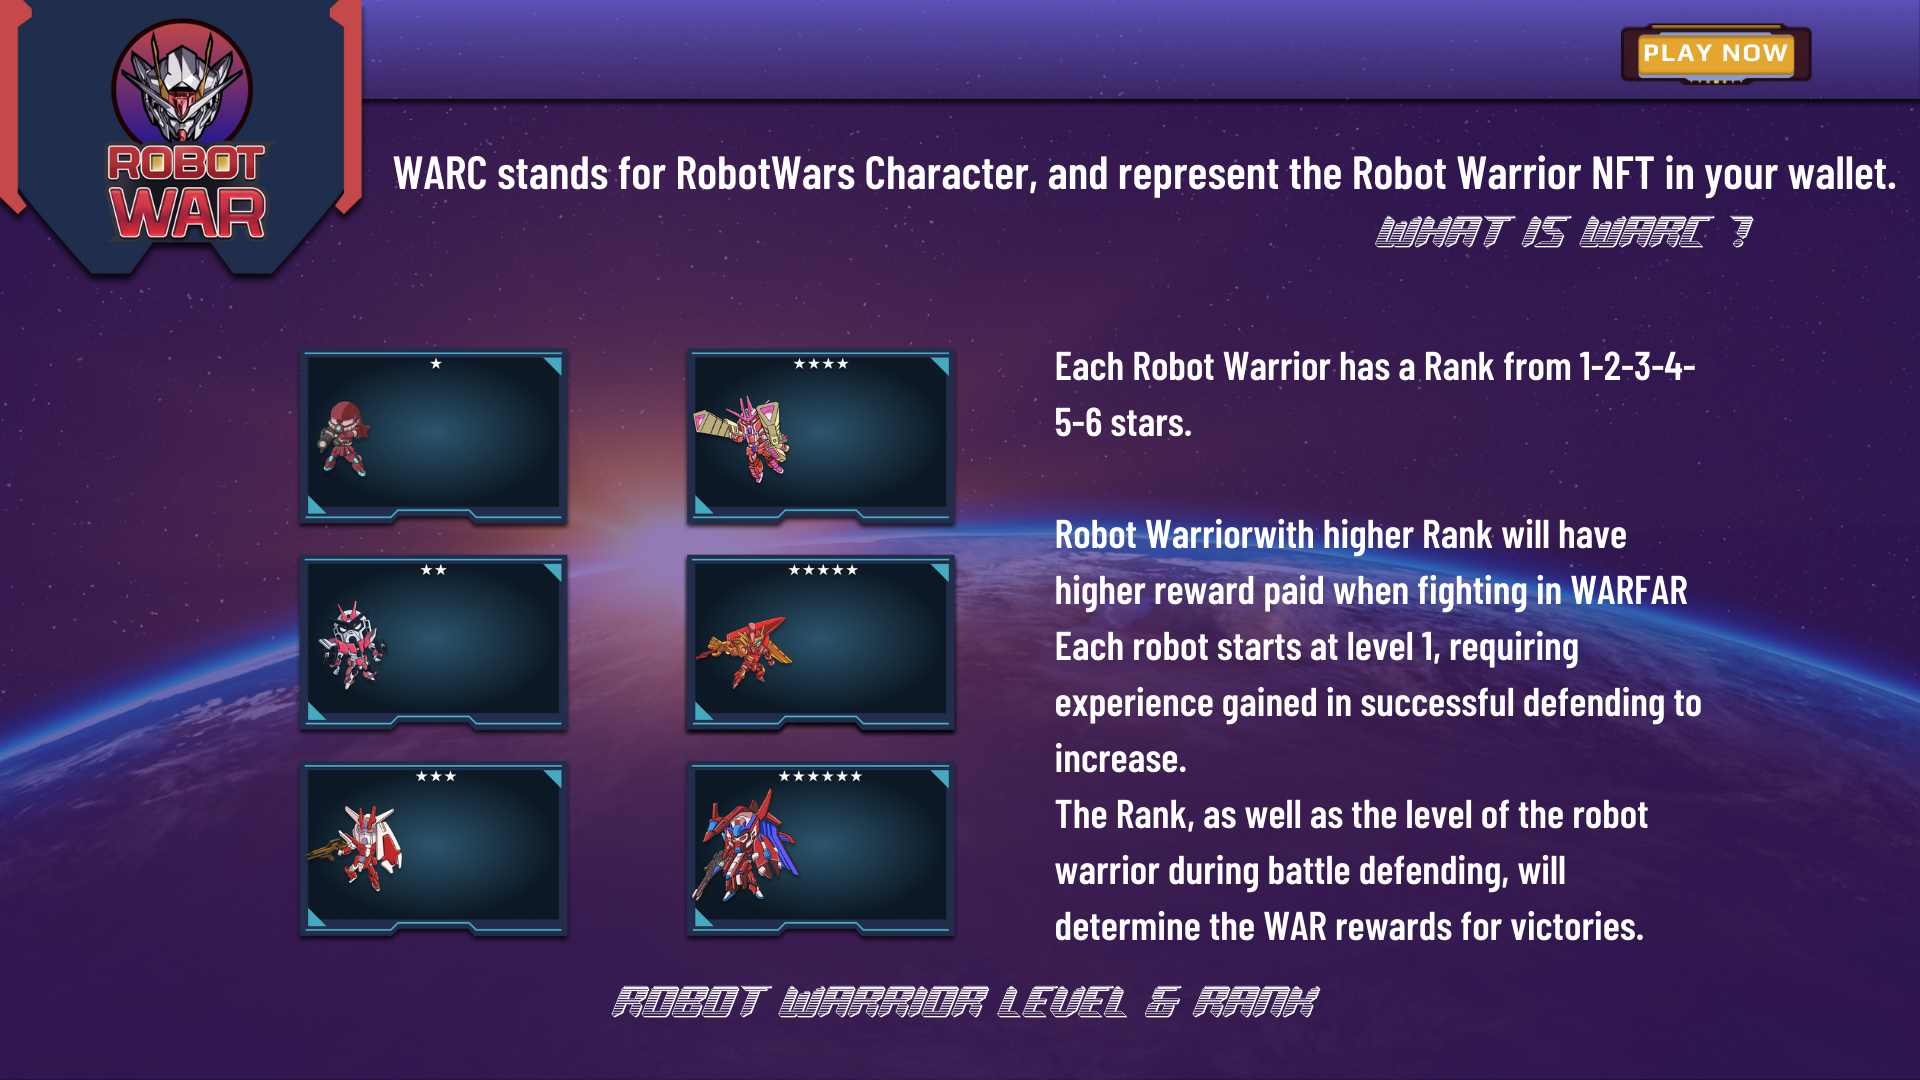 ROBOT
WAR
PLAY NOW
WARC stands for RobotWars Character, and represent the Robot Warrior NFT in your wallet.
WHAT IS WARC ?
Each Robot Warrior has a Rank from 1-2-3-4-
5-6 stars.
Robot Warriorwith higher Rank will have
higher reward paid when fighting in WARFAR
Each robot starts at level 1, requiring
experience gained in successful defending to
increase.
The Rank, as well as the level of the robot
warrior during battle defending, will
determine the WAR rewards for victories.
ROBOT WARRIOR LEVEL & RANK